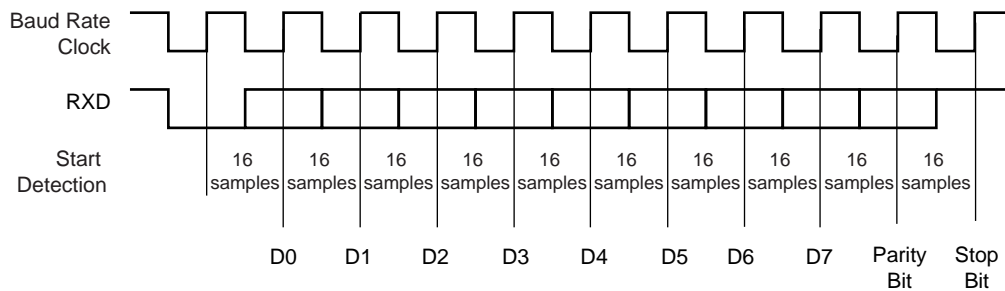 Baud Rate
Clock
RXD
Start
Detection
16 16 16 16 16 16 16 16 16 16
samples samples samples samples samples samples samples samples samples samples
D0 D1 D2 D3 D4 D5 D6 D7 Parity Stop
Bit Bit